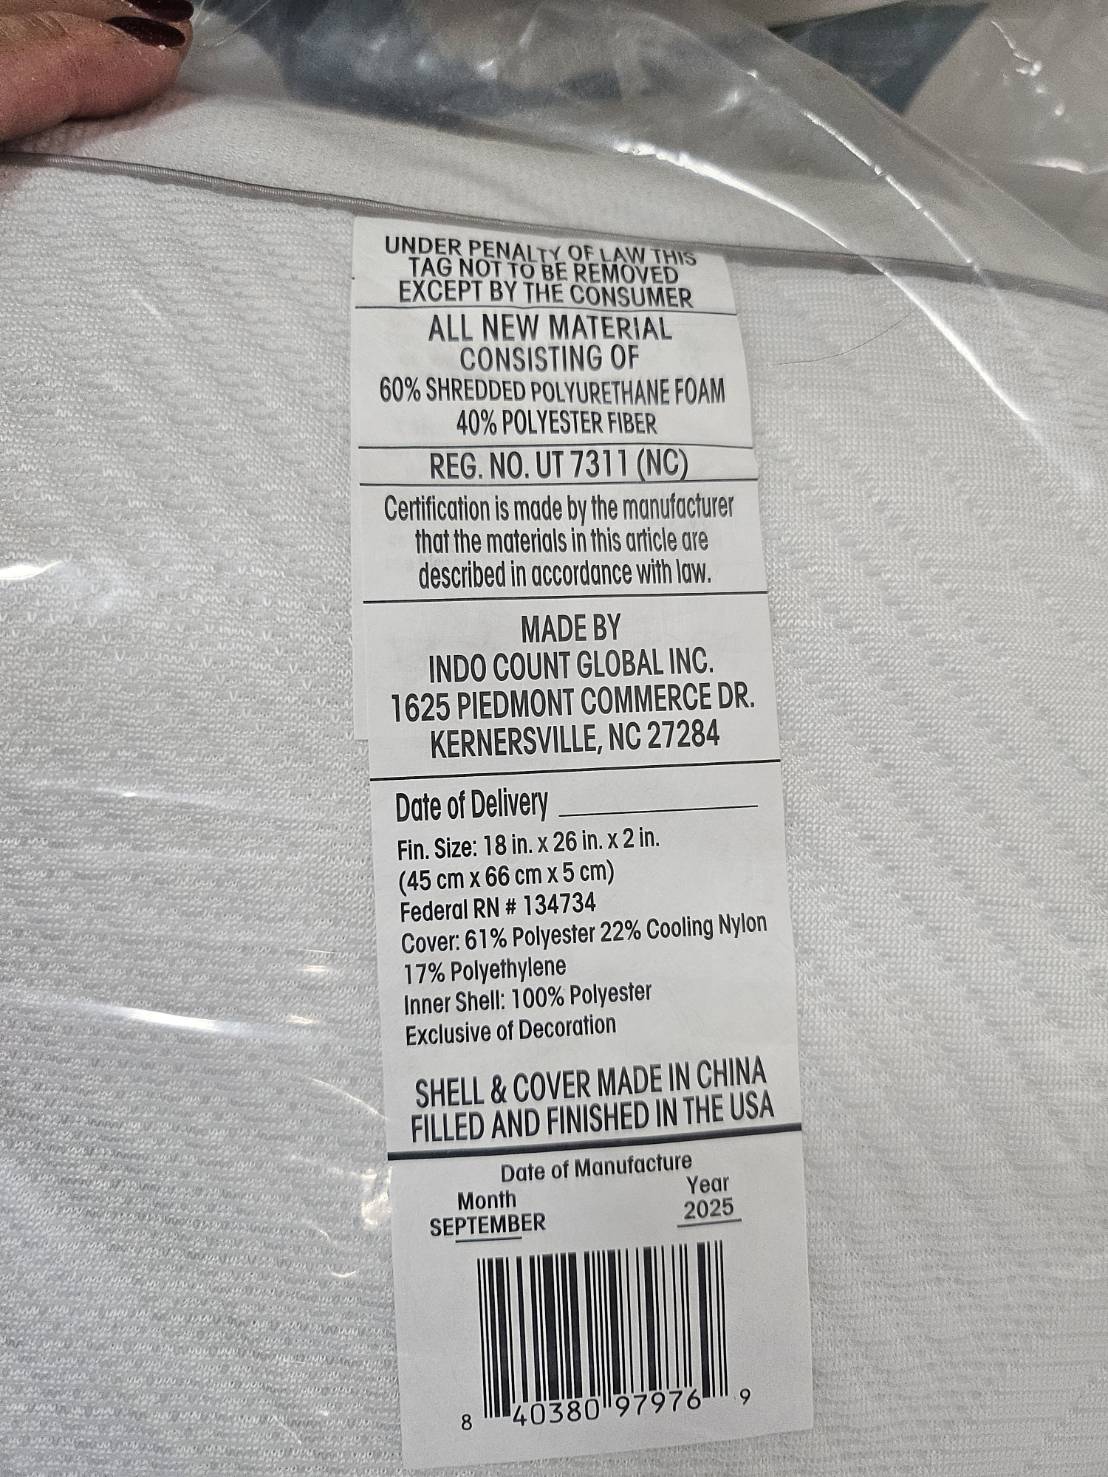 UNDER PENALTY OF LAW THIS
TAG NOT TO BE REMOVED
EXCEPT BY THE CONSUMER
ALL NEW MATERIAL
CONSISTING OF
60% SHREDDED POLYURETHANE FOAM
40% POLYESTER FIBER
REG. NO. UT 7311 (NC)
Certification is made by the manufacturer
that the materials in this article are
described in accordance with law.
MADE BY
INDO COUNT GLOBAL INC.
1625 PIEDMONT COMMERCE DR.
KERNERSVILLE, NC 27284
Date of Delivery
Fin. Size: 18 in. x 26 in. x 2 in.
(45 cm x 66 cm x 5 cm)
Federal RN # 134734
Cover: 61% Polyester 22% Cooling Nylon
17% Polyethylene
Inner Shell: 100% Polyester
Exclusive of Decoration
SHELL & COVER MADE IN CHINA
FILLED AND FINISHED IN THE USA
Date of Manufacture
Month Year
SEPTEMBER 2025
8 40380 97976 9